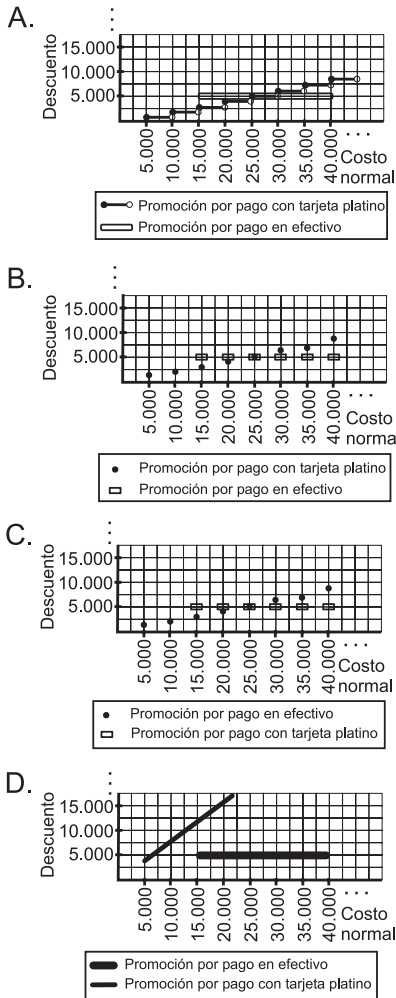 A.
Descuento
15.000
10.000
5.000
5.000
10.000
15.000
20.000
25.000
30.000
35.000
40.000
Costo
normal
Promoción por pago con tarjeta platino
Promoción por pago en efectivo
B.
Descuento
15.000
10.000
5.000
5.000
10.000
15.000
20.000
25.000
30.000
35.000
40.000
Costo
norma
Promoción por pago con tarjeta platino
Promoción por pago en efectivo
C.
Descuento
15.000
10.000
5.000
5.000
10.000
15.000
20.000
25.000
30.000
35.000
40.000
Costo
normal
Promoción por pago en efectivo
Promoción por pago con tarjeta platino
D.
Descuento
15.000
10.000
5.000
5.000
10.000
15.000
20.000
25.000
30.000
35.000
40.000
Costo
normal
Promoción por pago en efectivo
Promoción por pago con tarjeta platino